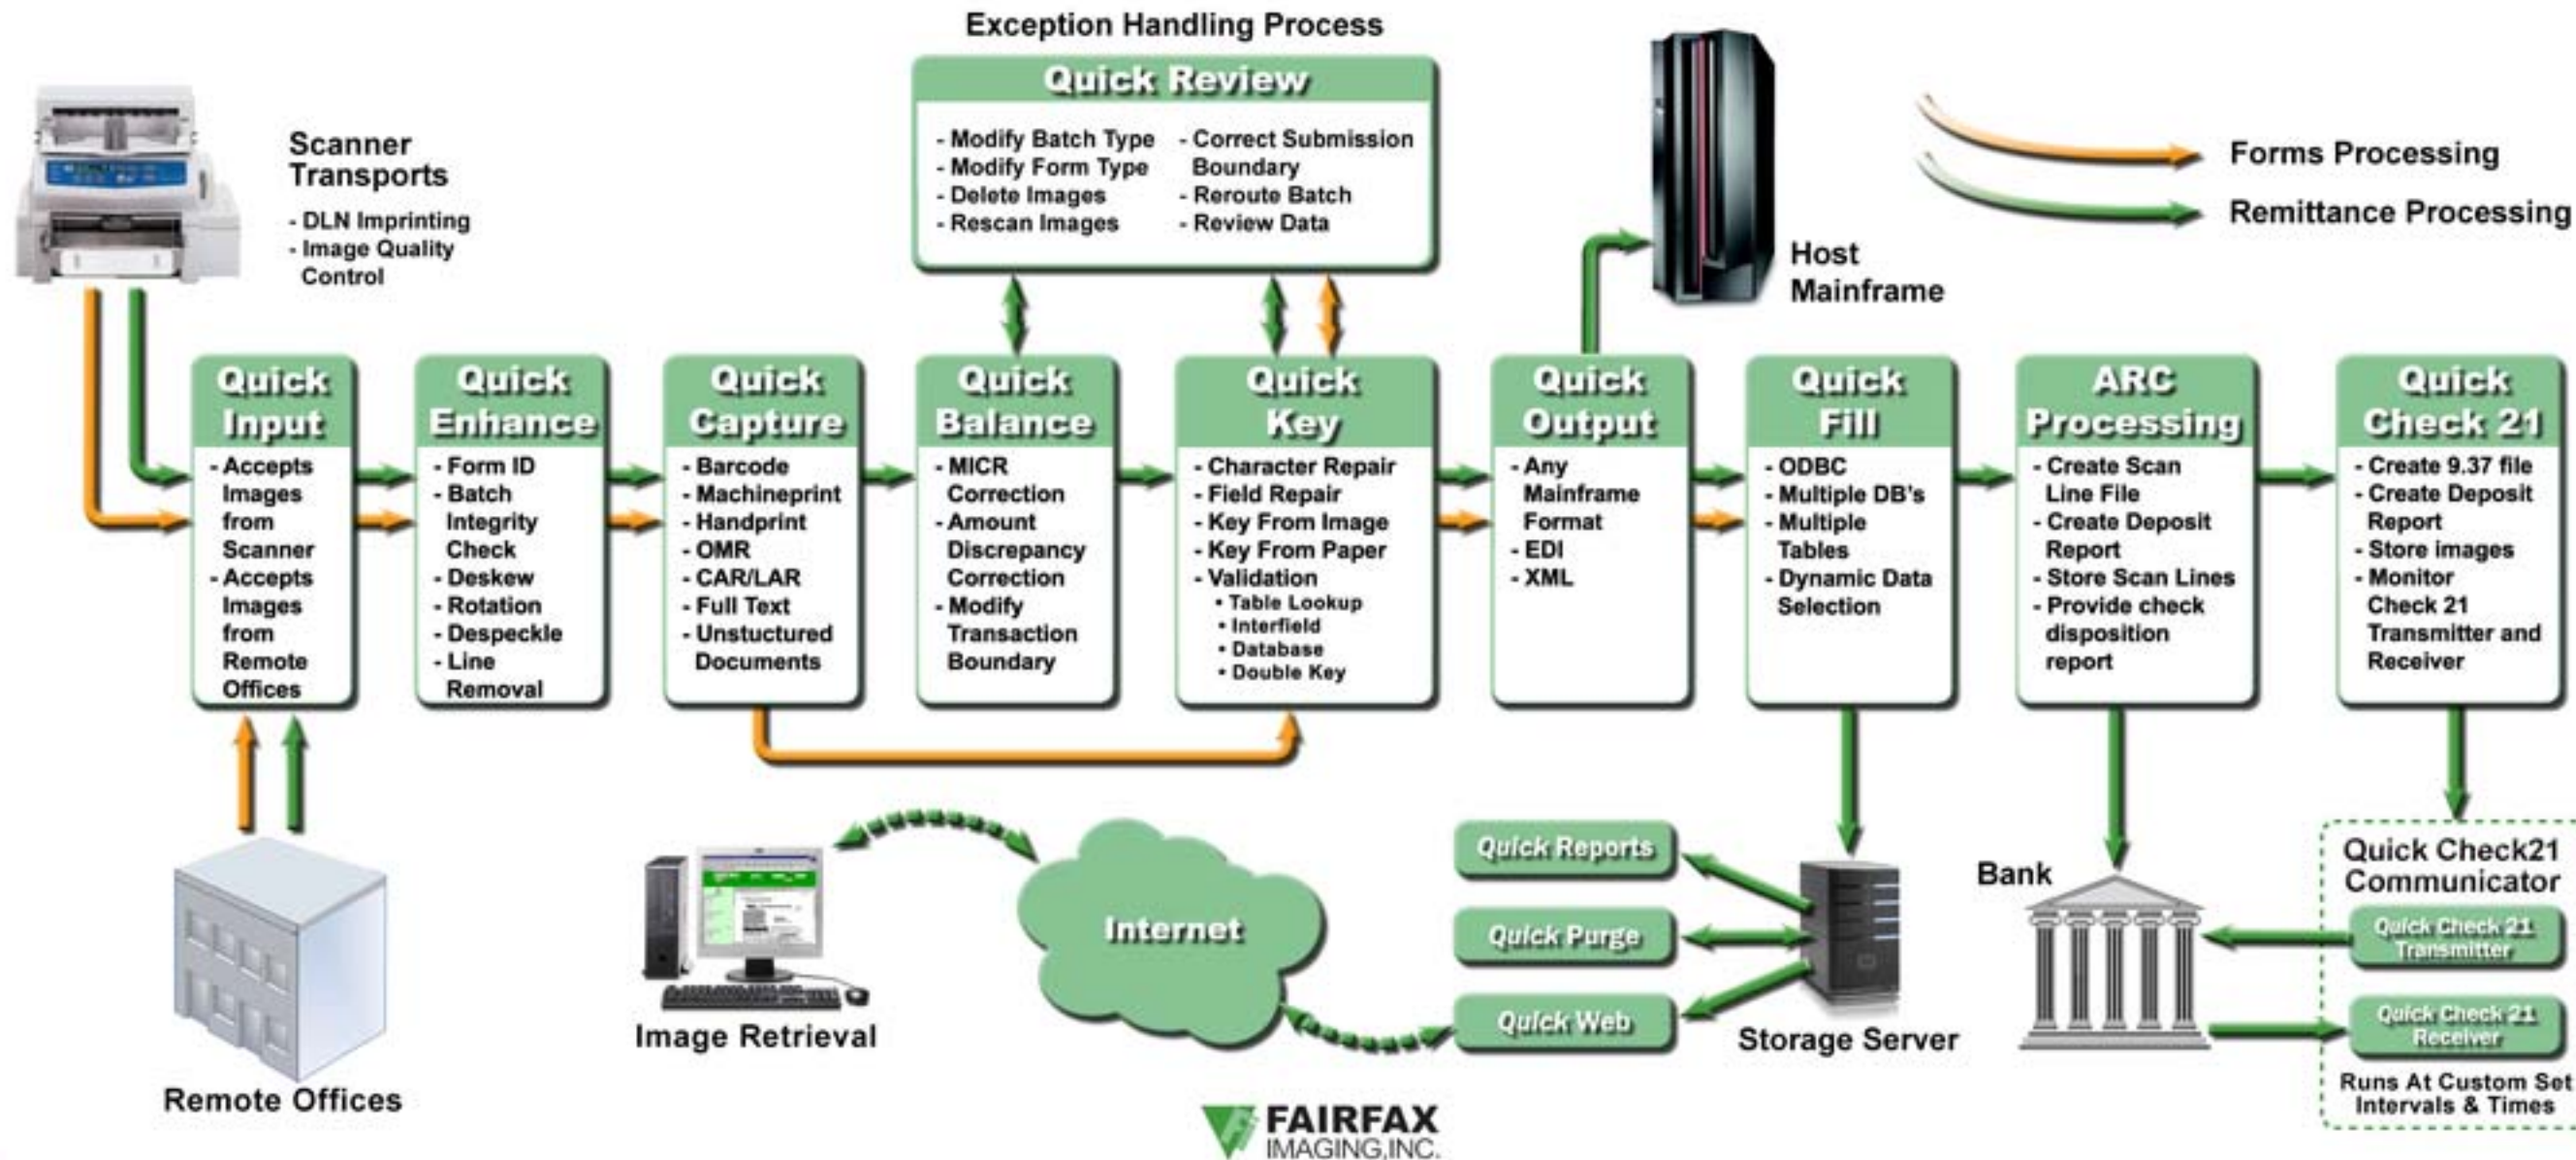 Exception Handling Process
Quick Review
- Modify Batch Type
- Modify Form Type
- Delete Images
- Rescan Images
- Correct Submission
Boundary
- Reroute Batch
- Review Data
Scanner
Transports
- DLN Imprinting
- Image Quality
Control
Host
Mainframe
Forms Processing
Remittance Processing
Quick
Input
- Accepts
Images
from
Scanner
- Accepts
Images
from
Remote
Offices
Quick
Enhance
- Form ID
- Batch
Integrity
Check
- Deskew
- Rotation
- Despeckle
- Line
Removal
Quick
Capture
- Barcode
- Machineprint
- Handprint
- OMR
- CAR/LAR
- Full Text
- Unstuctured
Documents
Quick
Balance
- MICR
Correction
- Amount
Discrepancy
Correction
- Modify
Transaction
Boundary
Quick
Key
- Character Repair
- Field Repair
- Key From Image
- Key From Paper
- Validation
• Table Lookup
• Interfield
• Database
• Double Key
Quick
Output
- Any
Mainframe
Format
- EDI
- XML
Quick
Fill
- ODBC
- Multiple DB's
- Multiple
Tables
- Dynamic Data
Selection
ARC
Processing
- Create Scan
Line File
- Create Deposit
Report
- Store Scan Lines
- Provide check
disposition
report
Quick
Check 21
- Create 9.37 file
- Create Deposit
Report
- Store images
- Monitor
Check 21
Transmitter and
Receiver
Remote Offices
Image Retrieval
Internet
Quick Reports
Quick Purge
Quick Web
Storage Server
Bank
Quick Check21
Communicator
Quick Check 21
Transmitter
Quick Check 21
Receiver
Runs At Custom Set
Intervals & Times
FAIRFAX
IMAGING,INC.